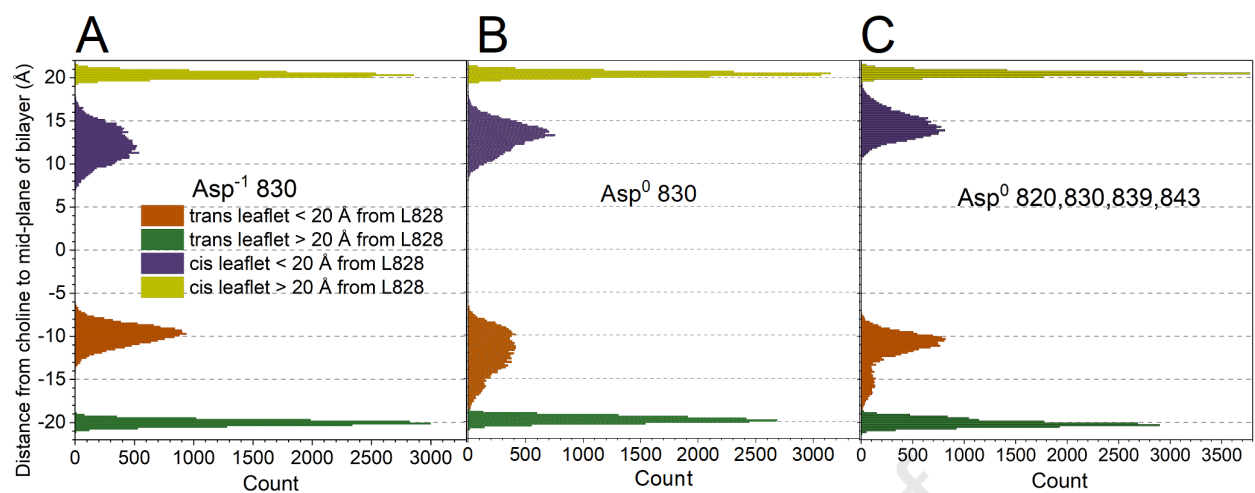 A
B
C
Distance from choline to mid-plane of bilayer (Å)
20
15
10
5
0
-5
-10
-15
-20
Asp⁻¹ 830
trans leaflet < 20 Å from L828
trans leaflet > 20 Å from L828
cis leaflet < 20 Å from L828
cis leaflet > 20 Å from L828
Asp⁰ 830
Asp⁰ 820,830,839,843
0 500 1000 1500 2000 2500 3000
0 500 1000 1500 2000 2500 3000
0 500 1000 1500 2000 2500 3000 3500
Count
Count
Count